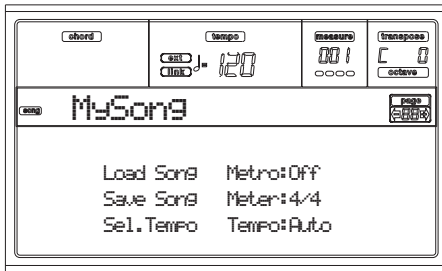 chord tempo measure transpose
ext link ♩= 120 001 C 0
octave
song MySong page
88
Load Song Metro:Off
Save Song Meter:4/4
Sel.Tempo Tempo:Auto